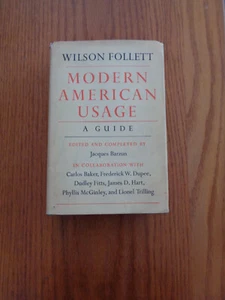 WILSON FOLLETT
MODERN
AMERICAN
USAGE
A GUIDE
EDITED AND COMPLETED BY
Jacques Barzun
IN COLLABORATION WITH
Carlos Baker, Frederick W. Dupee,
Dudley Fitts, James D. Hart,
Phyllis McGinley, and Lionel Trilling